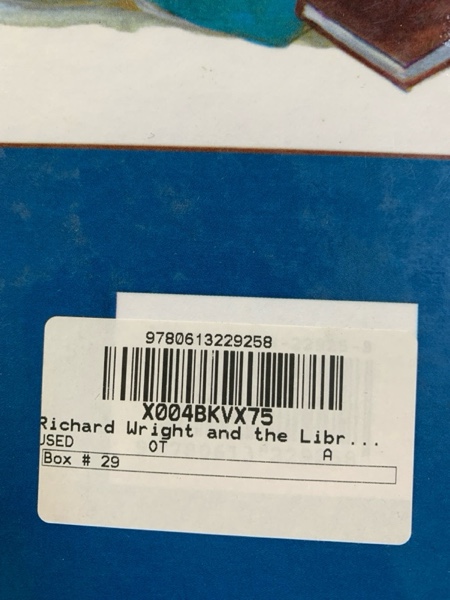 9780613229258
X004BKVX75
Richard Wright and the Libr...
USED OT A
Box # 29